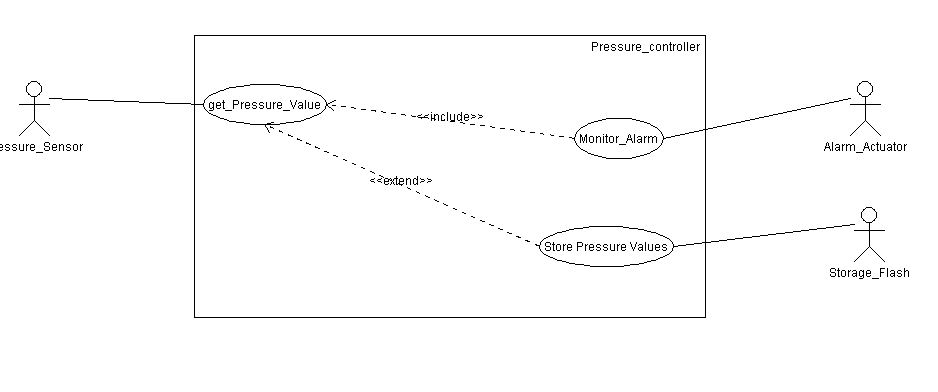 Pressure_controller
get_Pressure_Value
<<include>>
Monitor_Alarm
essure_Sensor
Alarm_Actuator
<<extend>>
Store Pressure Values
Storage_Flash